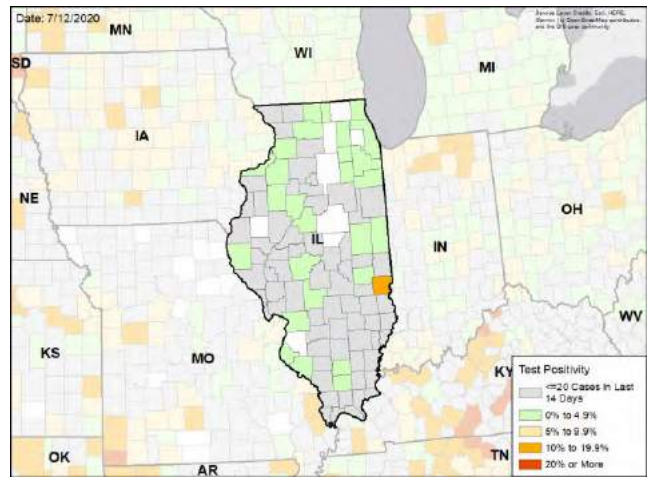 Date: 7/12/2020
MN
SD
WI
MI
IA
NE
IL
IN
OH
WV
KS
MO
KY
OK
AR
TN
Test Positivity
<=20 Cases in Last
14 Days
0% to 4.9%
5% to 9.9%
10% to 19.9%
20% or More